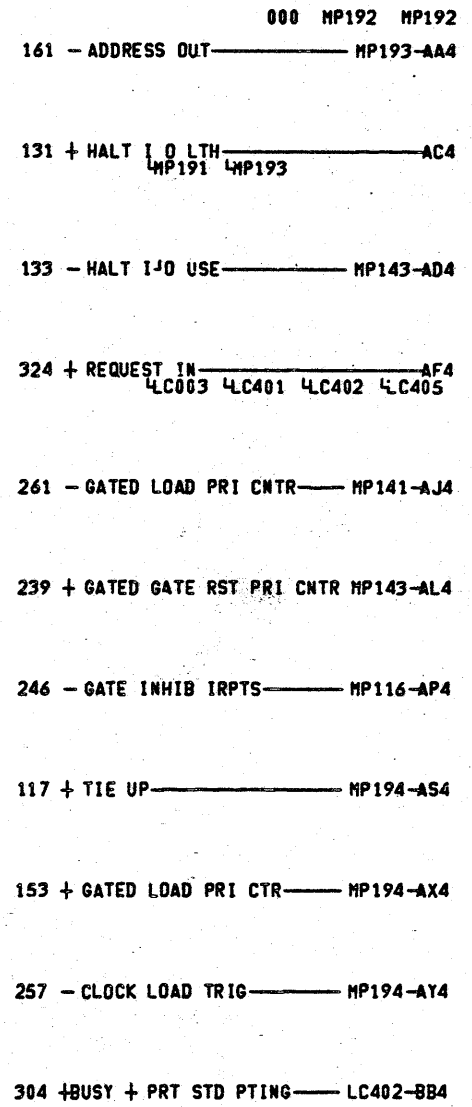 000 MP192 MP192
161 - ADDRESS OUT MP193-AA4
131 + HALT I O LTH AC4
MP191 MP193
133 - HALT I O USE MP143-AD4
324 + REQUEST IN AF4
LC003 LC401 LC402 LC405
261 - GATED LOAD PRI CNTR MP141-AJ4
239 + GATED GATE RST PRI CNTR MP143-AL4
246 - GATE INHIB IRPTS MP116-AP4
117 + TIE UP MP194-AS4
153 + GATED LOAD PRI CTR MP194-AX4
257 - CLOCK LOAD TRIG MP194-AY4
304 +BUSY + PRT STD PTING LC402-BB4